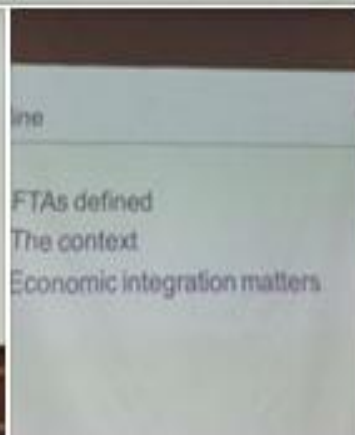 ine
FTAs defined
The context
Economic integration matters